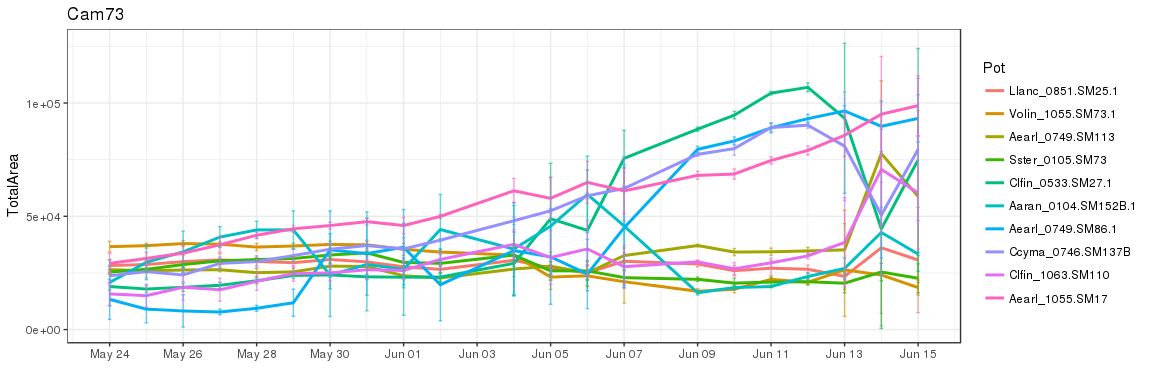 Cam73
TotalArea
1e+05
5e+04
0e+00
May 24 May 26 May 28 May 30 Jun 01 Jun 03 Jun 05 Jun 07 Jun 09 Jun 11 Jun 13 Jun 15
Pot
Llanc_0851.SM25.1
Volin_1055.SM73.1
Aearl_0749.SM113
Sster_0105.SM73
Clfin_0533.SM27.1
Aaran_0104.SM152B.1
Aearl_0749.SM86.1
Ccyma_0746.SM137B
Clfin_1063.SM110
Aearl_1055.SM17